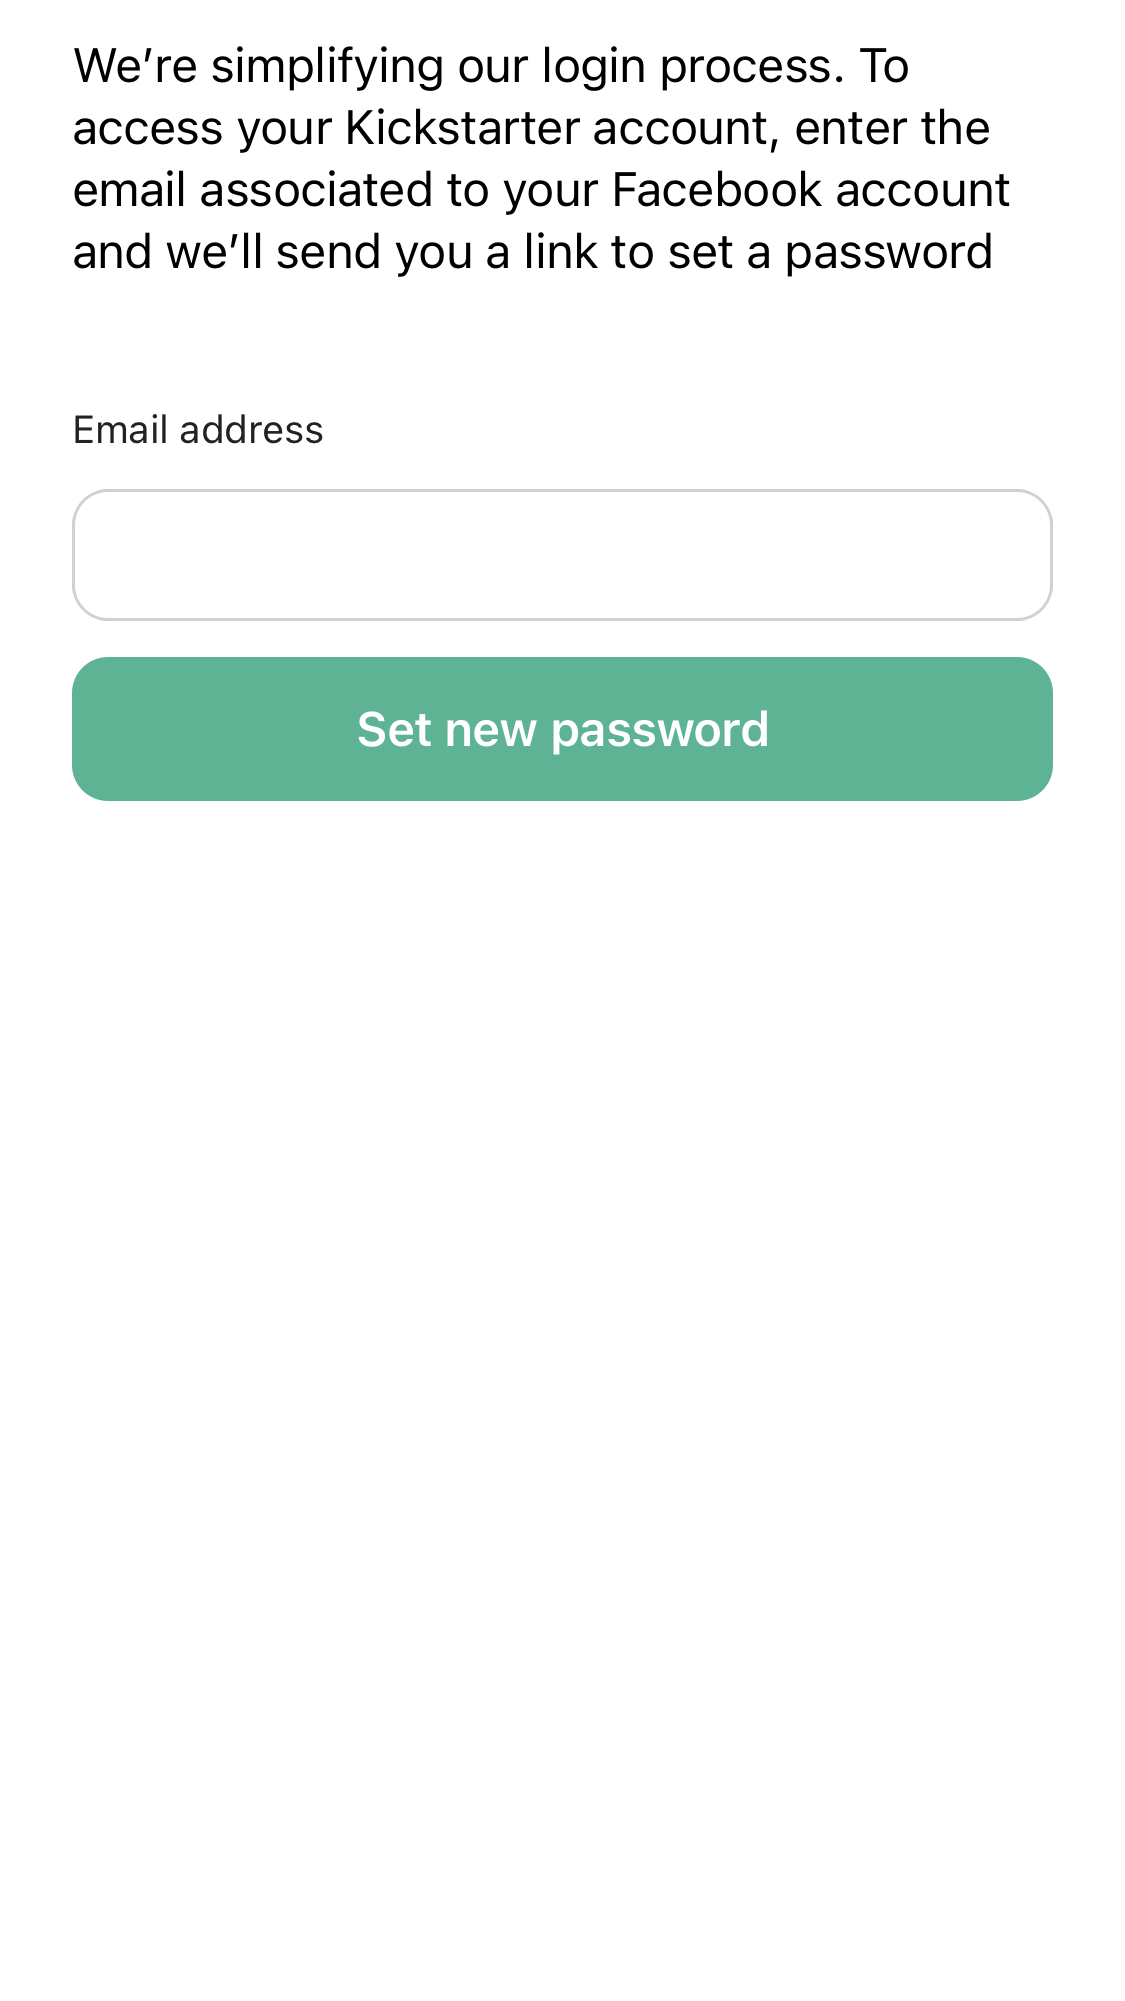 We’re simplifying our login process. To
access your Kickstarter account, enter the
email associated to your Facebook account
and we’ll send you a link to set a password
Email address
Set new password